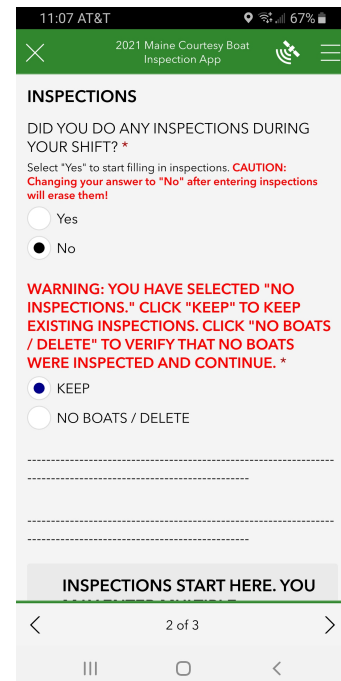 11:07 AT&T 67%
2021 Maine Courtesy Boat
Inspection App
INSPECTIONS
DID YOU DO ANY INSPECTIONS DURING
YOUR SHIFT? *
Select "Yes" to start filling in inspections. CAUTION:
Changing your answer to "No" after entering inspections
will erase them!
Yes
No
WARNING: YOU HAVE SELECTED "NO
INSPECTIONS." CLICK "KEEP" TO KEEP
EXISTING INSPECTIONS. CLICK "NO BOATS
/ DELETE" TO VERIFY THAT NO BOATS
WERE INSPECTED AND CONTINUE. *
KEEP
NO BOATS / DELETE
INSPECTIONS START HERE. YOU
2 of 3